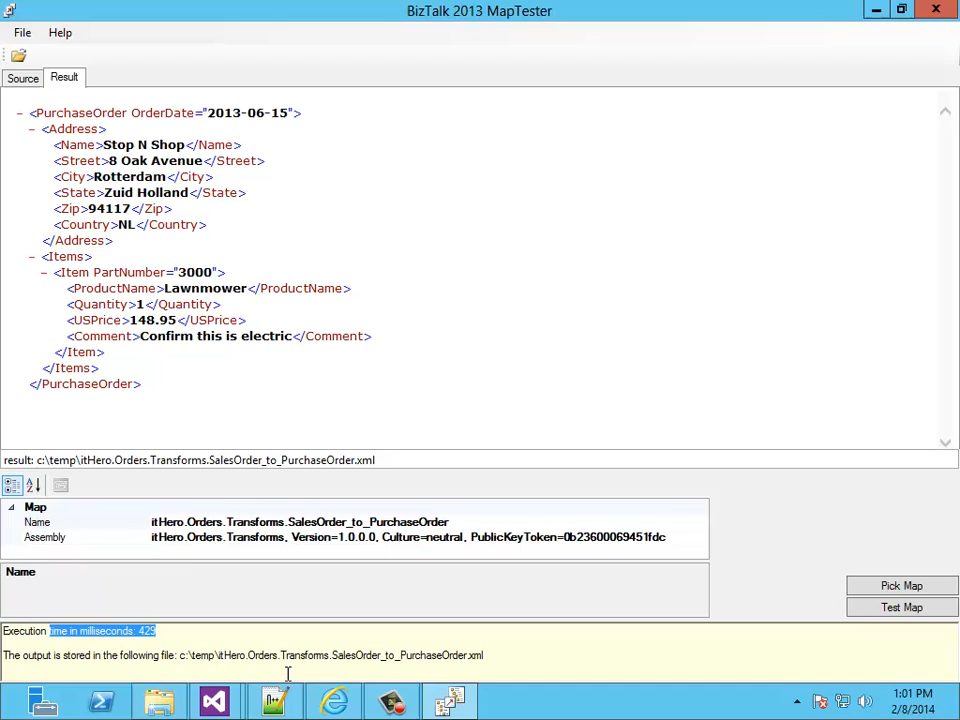 BizTalk 2013 MapTester
File Help
Source Result
− <PurchaseOrder OrderDate="2013-06-15">
− <Address>
<Name>Stop N Shop</Name>
<Street>8 Oak Avenue</Street>
<City>Rotterdam</City>
<State>Zuid Holland</State>
<Zip>94117</Zip>
<Country>NL</Country>
</Address>
− <Items>
− <Item PartNumber="3000">
<ProductName>Lawnmower</ProductName>
<Quantity>1</Quantity>
<USPrice>148.95</USPrice>
<Comment>Confirm this is electric</Comment>
</Item>
</Items>
</PurchaseOrder>
result: c:\temp\itHero.Orders.Transforms.SalesOrder_to_PurchaseOrder.xml
Map
Name itHero.Orders.Transforms.SalesOrder_to_PurchaseOrder
Assembly itHero.Orders.Transforms, Version=1.0.0.0, Culture=neutral, PublicKeyToken=0b23600069451fdc
Name
Pick Map
Test Map
Execution time in milliseconds: 429
The output is stored in the following file: c:\temp\itHero.Orders.Transforms.SalesOrder_to_PurchaseOrder.xml
1:01 PM
2/8/2014